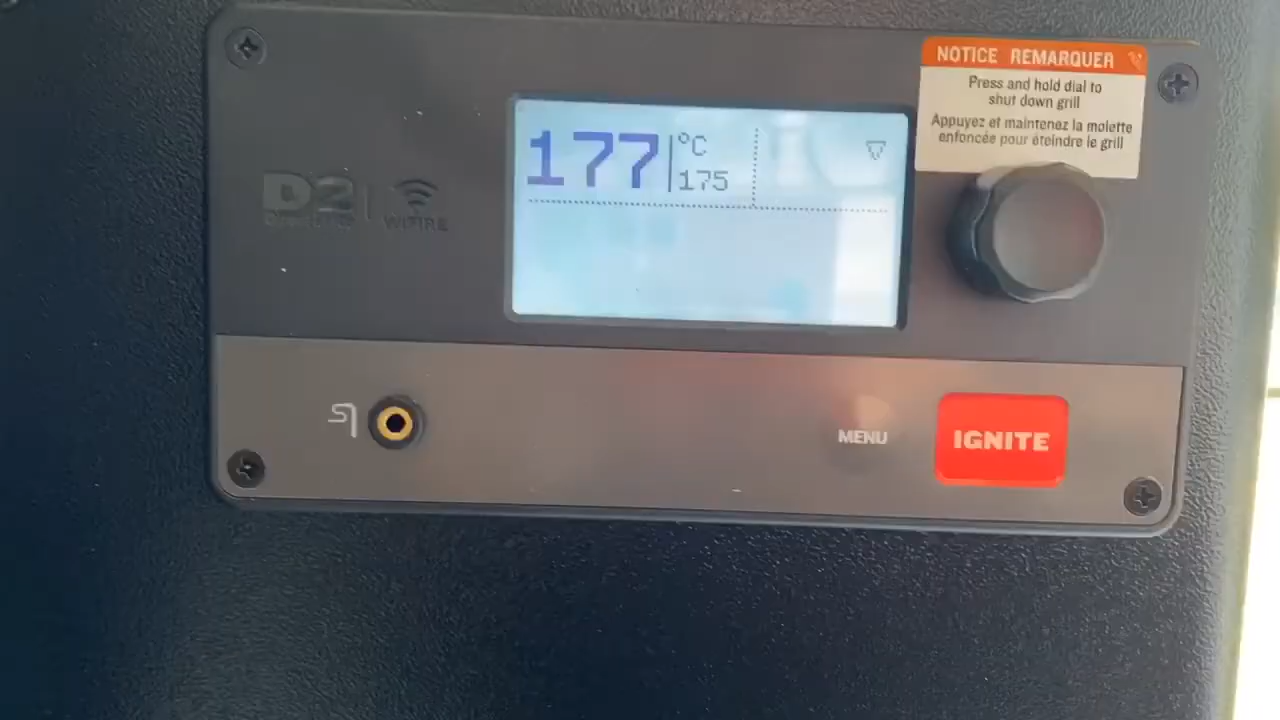 NOTICE REMARQUER
Press and hold dial to
shut down grill
Appuyez et maintenez la molette
enfoncée pour éteindre le grill
177 °C
175
D2
WiFIRE
MENU
IGNITE